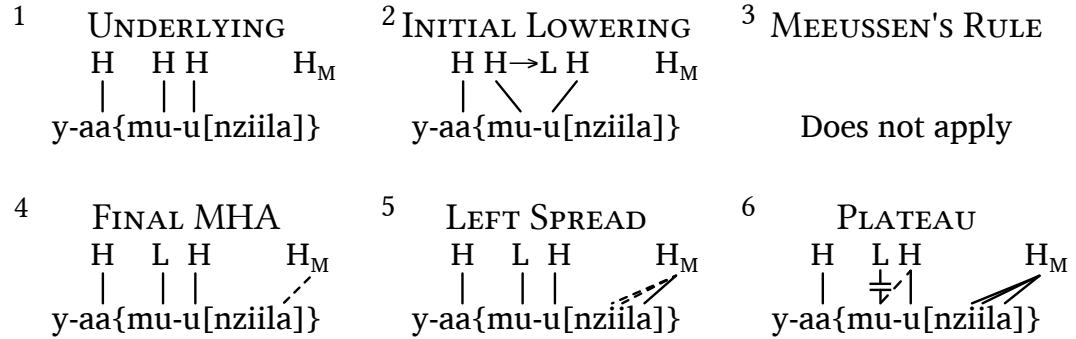 1 UNDERLYING
H H H H_M
y-aa{mu-u[nziila]}
2 INITIAL LOWERING
H H→L H H_M
y-aa{mu-u[nziila]}
3 MEEUSSEN'S RULE
Does not apply
4 FINAL MHA
H L H H_M
y-aa{mu-u[nziila]}
5 LEFT SPREAD
H L H H_M
y-aa{mu-u[nziila]}
6 PLATEAU
H L H H_M
y-aa{mu-u[nziila]}